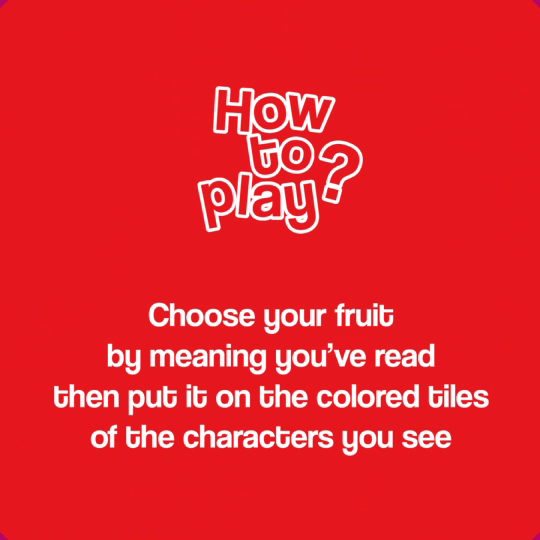 How
to
play?
Choose your fruit
by meaning you've read
then put it on the colored tiles
of the characters you see